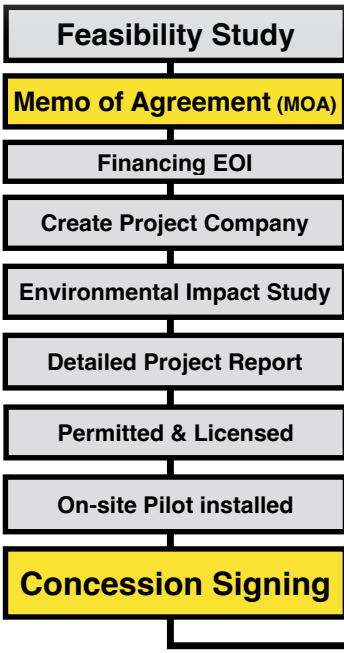 Feasibility Study
Memo of Agreement (MOA)
Financing EOI
Create Project Company
Environmental Impact Study
Detailed Project Report
Permitted & Licensed
On-site Pilot installed
Concession Signing